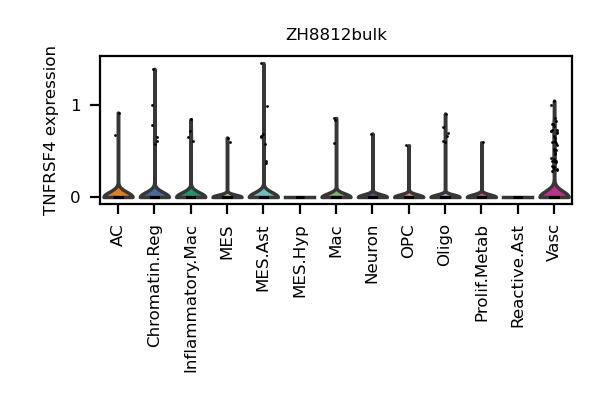 ZH8812bulk
TNFRSF4 expression
1
0
AC
Chromatin.Reg
Inflammatory.Mac
MES
MES.Ast
MES.Hyp
Mac
Neuron
OPC
Oligo
Prolif.Metab
Reactive.Ast
Vasc